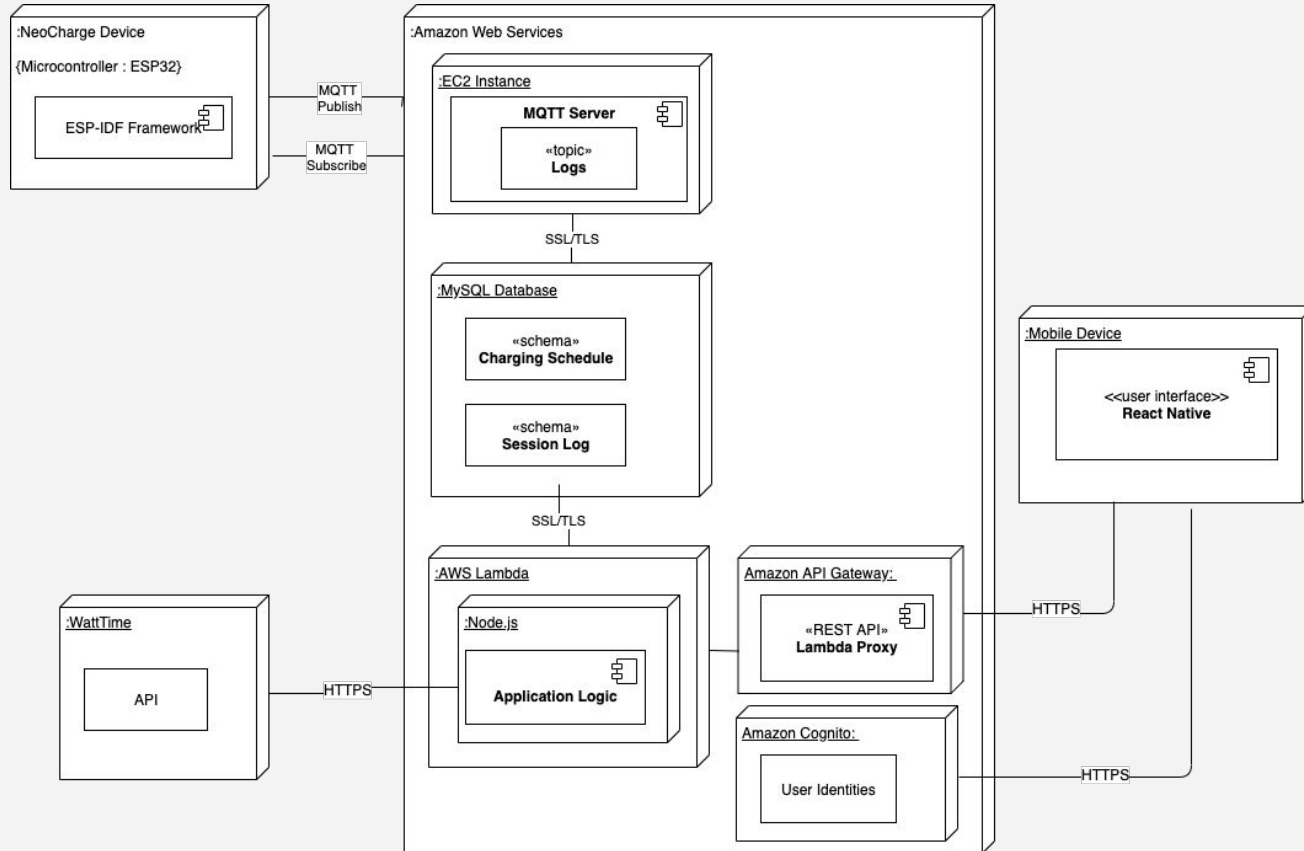 :NeoCharge Device
{Microcontroller : ESP32}
ESP-IDF Framework
MQTT
Publish
MQTT
Subscribe
:Amazon Web Services
:EC2 Instance
MQTT Server
«topic»
Logs
SSL/TLS
:MySQL Database
«schema»
Charging Schedule
«schema»
Session Log
SSL/TLS
:Mobile Device
<<user interface>>
React Native
:AWS Lambda
:Node.js
Application Logic
Amazon API Gateway:
«REST API»
Lambda Proxy
HTTPS
:WattTime
API
HTTPS
Amazon Cognito:
User Identities
HTTPS